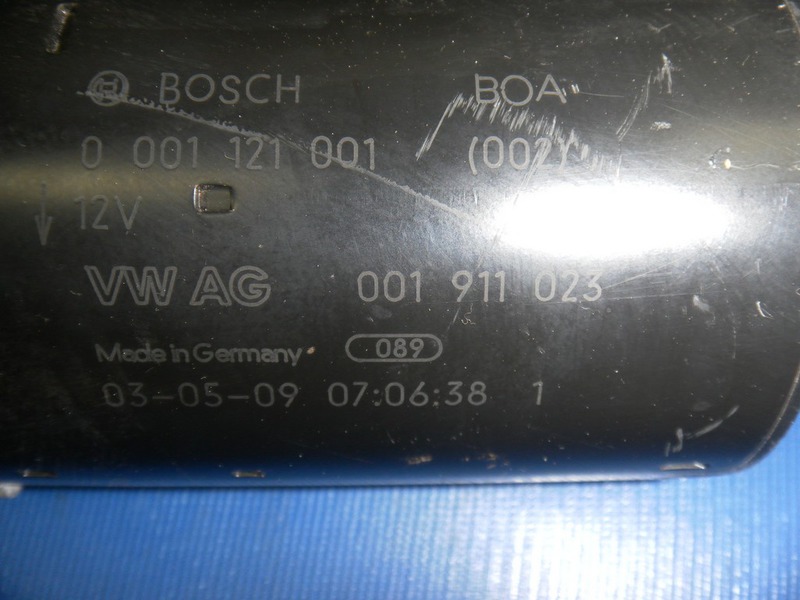 BOSCH BOA
0 001 121 001 (002)
12V
VW AG 001 911 023
Made in Germany 089
03-05-09 07:06:38 1